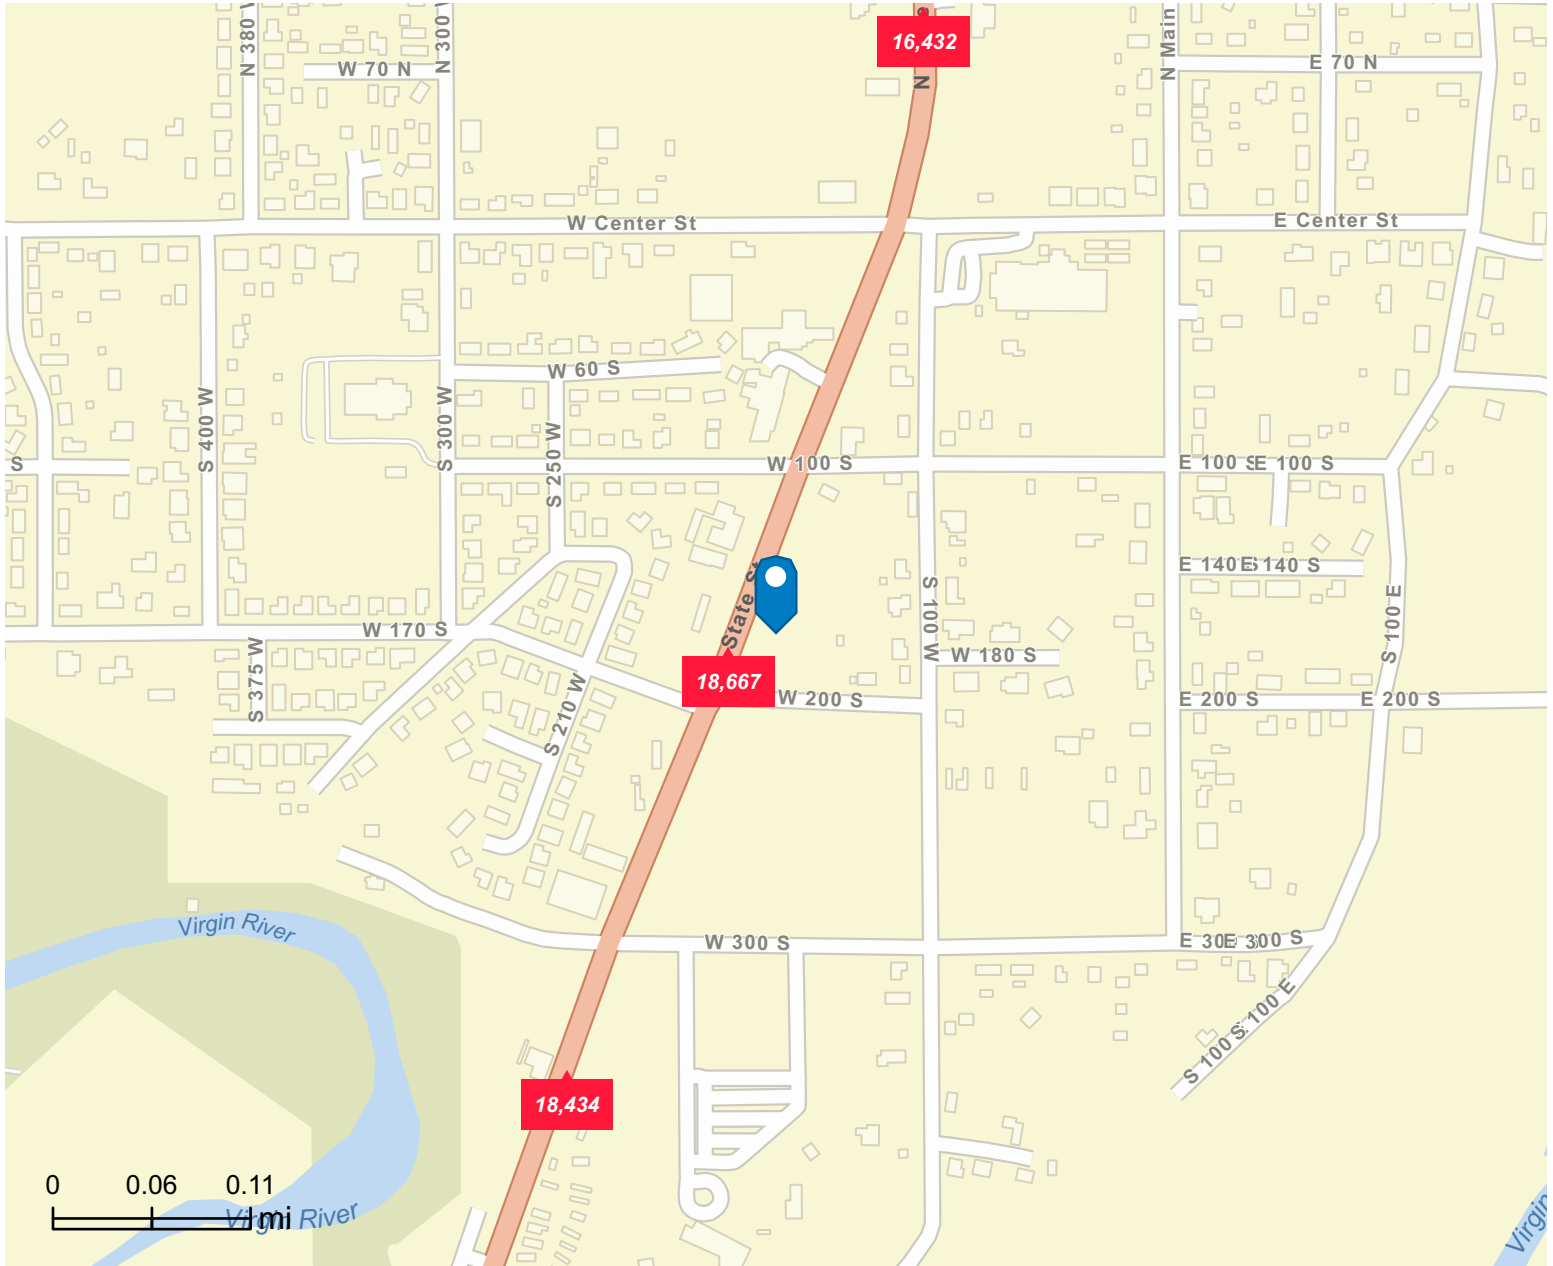 N 380 W
N 300 W
16,432
N Main
W 70 N
E 70 N
N
W Center St
E Center St
W 60 S
S 400 W
S 300 W
S 250 W
S
W 100 S
E 100 S
E 100 S
E 140 S
E 140 S
State St
S 100 W
S 100 E
W 170 S
S 375 W
W 180 S
18,667
S 210 W
W 200 S
E 200 S
E 200 S
Virgin River
W 300 S
E 300 S
E 300 S
S 100 E
S 100
18,434
0 0.06 0.11
mi
Virgin River
Virgin